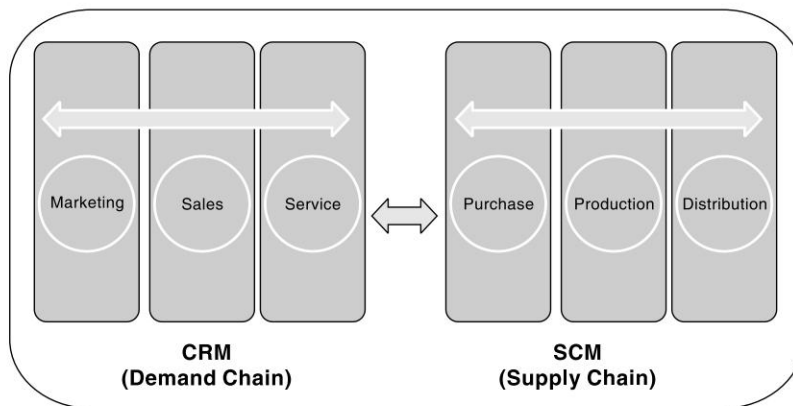 Marketing
Sales
Service
Purchase
Production
Distribution
CRM
(Demand Chain)
SCM
(Supply Chain)